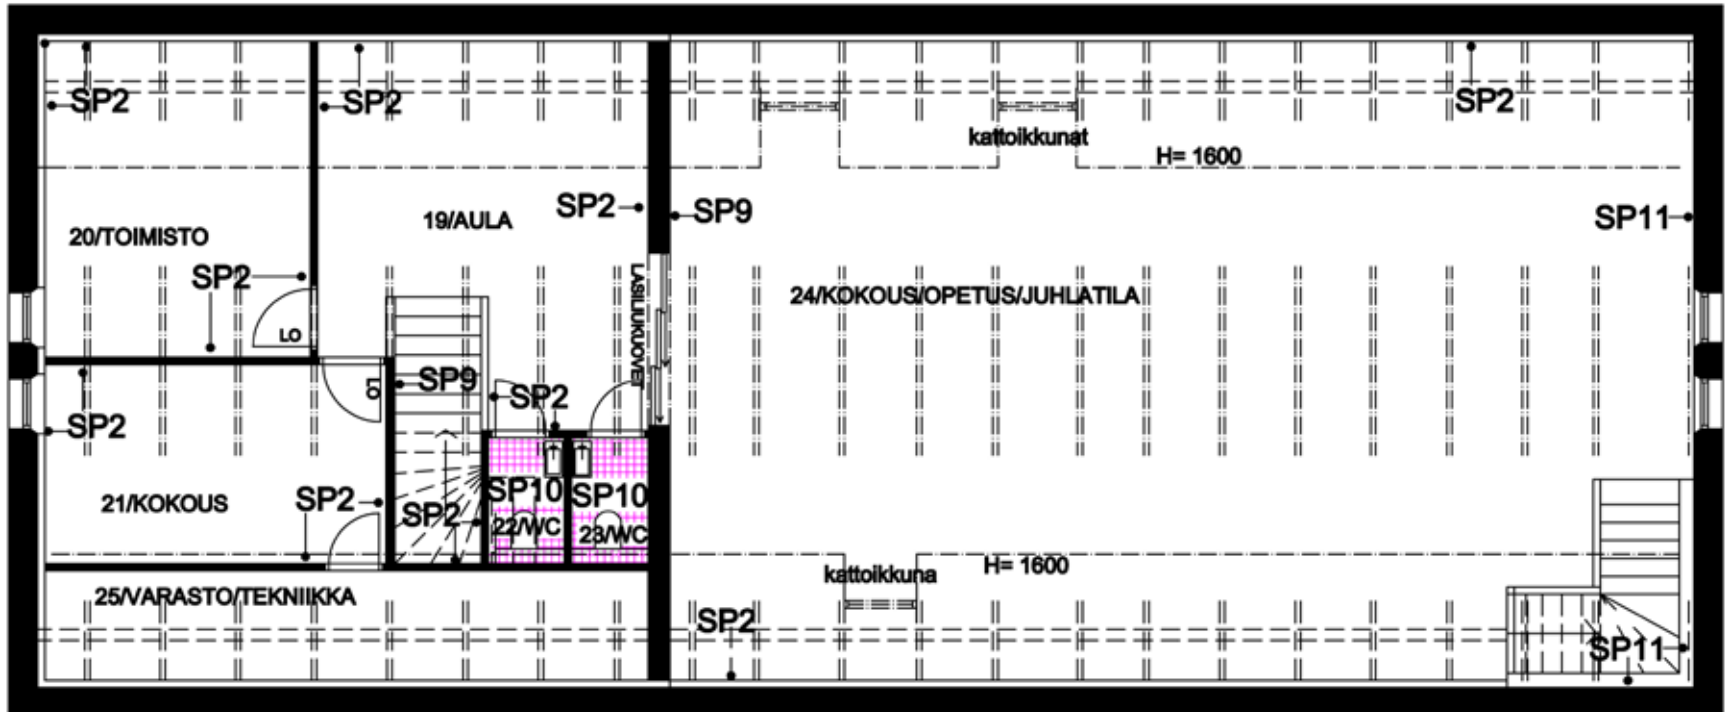 SP2
SP2
SP2
kattoikkunat
H= 1600
SP2
SP9
SP11
19/AULA
20/TOIMISTO
SP2
LASILIUKUOVET
24/KOKOUS/OPETUS/JUHLATILA
LO
LO
SP9
SP2
SP2
21/KOKOUS
SP2
SP2
SP10
SP10
22/WC
23/WC
kattoikkuna
H= 1600
25/VARASTO/TEKNIIKKA
SP2
SP11